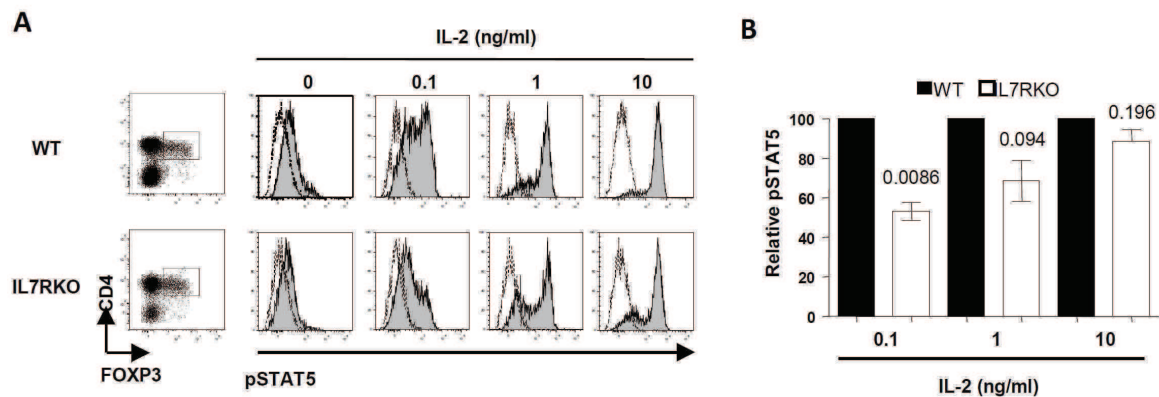 A
IL-2 (ng/ml)
0 0.1 1 10
WT
IL7RKO
CD4
FOXP3
pSTAT5
B
WT IL7RKO
Relative pSTAT5
100
80
60
40
20
0
0.0086
0.094
0.196
0.1 1 10
IL-2 (ng/ml)